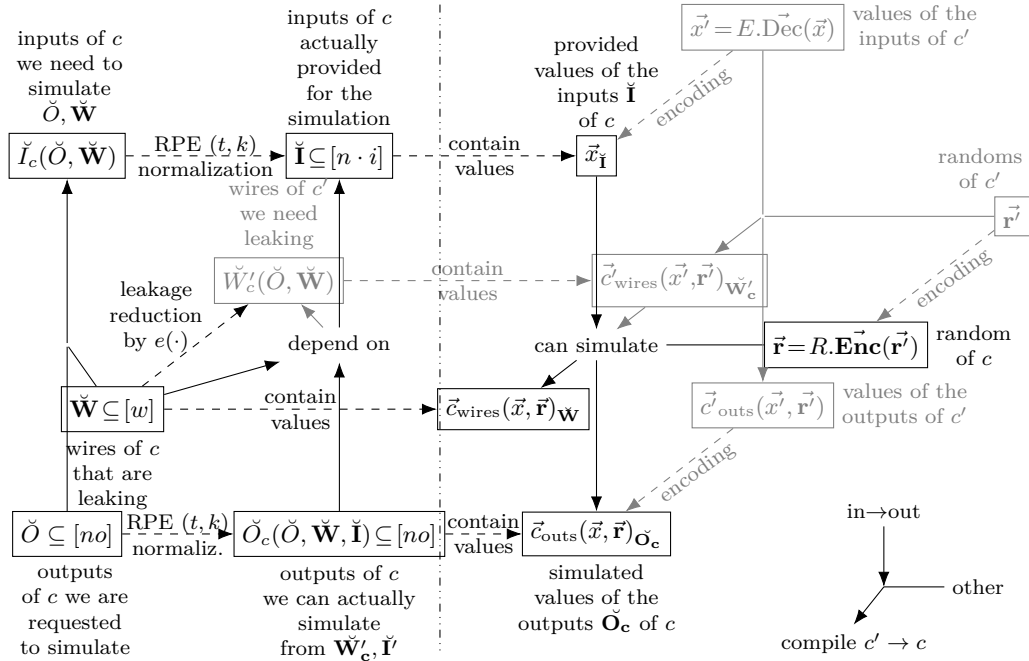 inputs of c
we need to
simulate
Ŏ, W̆
Ĭ_c(Ŏ, W̆)
RPE (t, k)
normalization
inputs of c
actually
provided
for the
simulation
Ĭ ⊆ [n · i]
contain
values
provided
values of the
inputs Ĭ
of c
x⃗_Ĭ
encoding
x⃗′ = E.D⃗ec(x⃗)
values of the
inputs of c′
randoms
of c′
r⃗′
encoding
wires of c′
we need
leaking
W̆′_c(Ŏ, W̆)
contain
values
c⃗′_wires(x⃗′, r⃗′)_W̆′_c
leakage
reduction
by e(·)
depend on
can simulate
r⃗ = R.E⃗nc(r⃗′)
random
of c
W̆ ⊆ [w]
wires of c
that are
leaking
contain
values
c⃗_wires(x⃗, r⃗)_W̆
c⃗′_outs(x⃗′, r⃗′)
values of the
outputs of c′
encoding
Ŏ ⊆ [no]
outputs
of c we are
requested
to simulate
RPE (t, k)
normaliz.
Ŏ_c(Ŏ, W̆, Ĭ) ⊆ [no]
outputs of c
we can actually
simulate
from W̆′_c, Ĭ′
contain
values
c⃗_outs(x⃗, r⃗)_Ŏ_c
simulated
values of the
outputs Ŏ_c of c
in→out
other
compile c′ → c